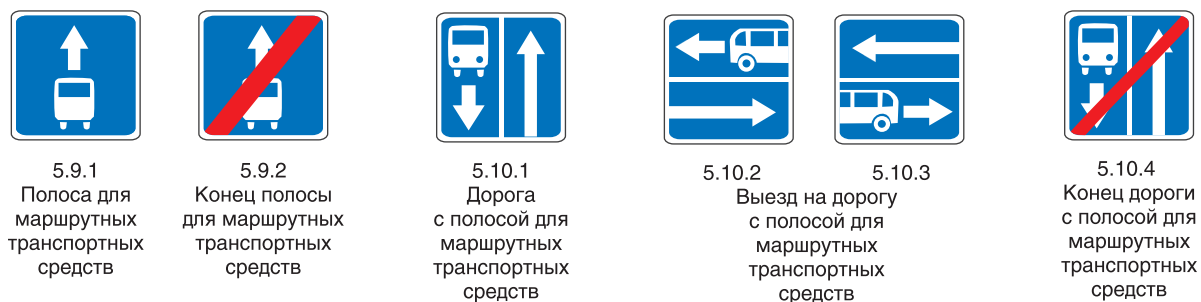 5.9.1
Полоса для
маршрутных
транспортных
средств
5.9.2
Конец полосы
для маршрутных
транспортных
средств
5.10.1
Дорога
с полосой для
маршрутных
транспортных
средств
5.10.2 5.10.3
Выезд на дорогу
с полосой для
маршрутных
транспортных
средств
5.10.4
Конец дороги
с полосой для
маршрутных
транспортных
средств